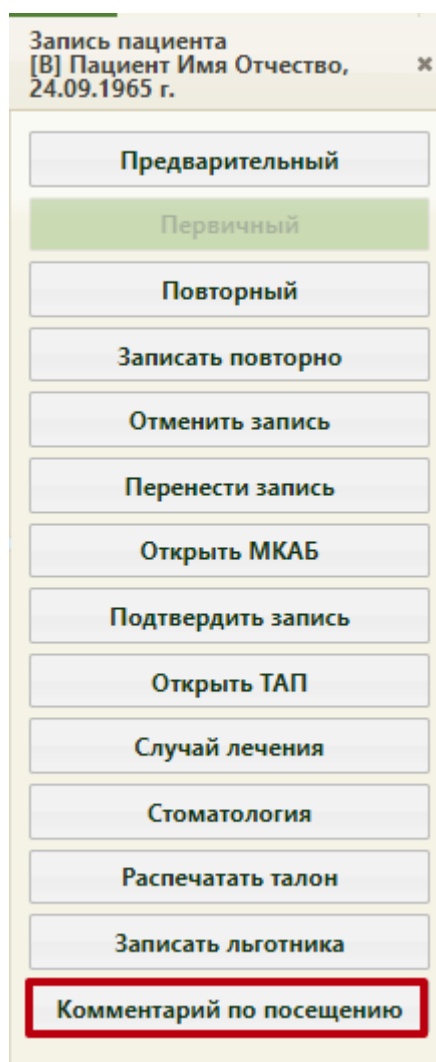 Запись пациента
[В] Пациент Имя Отчество,
24.09.1965 г.
Предварительный
Первичный
Повторный
Записать повторно
Отменить запись
Перенести запись
Открыть МКАБ
Подтвердить запись
Открыть ТАП
Случай лечения
Стоматология
Распечатать талон
Записать льготника
Комментарий по посещению